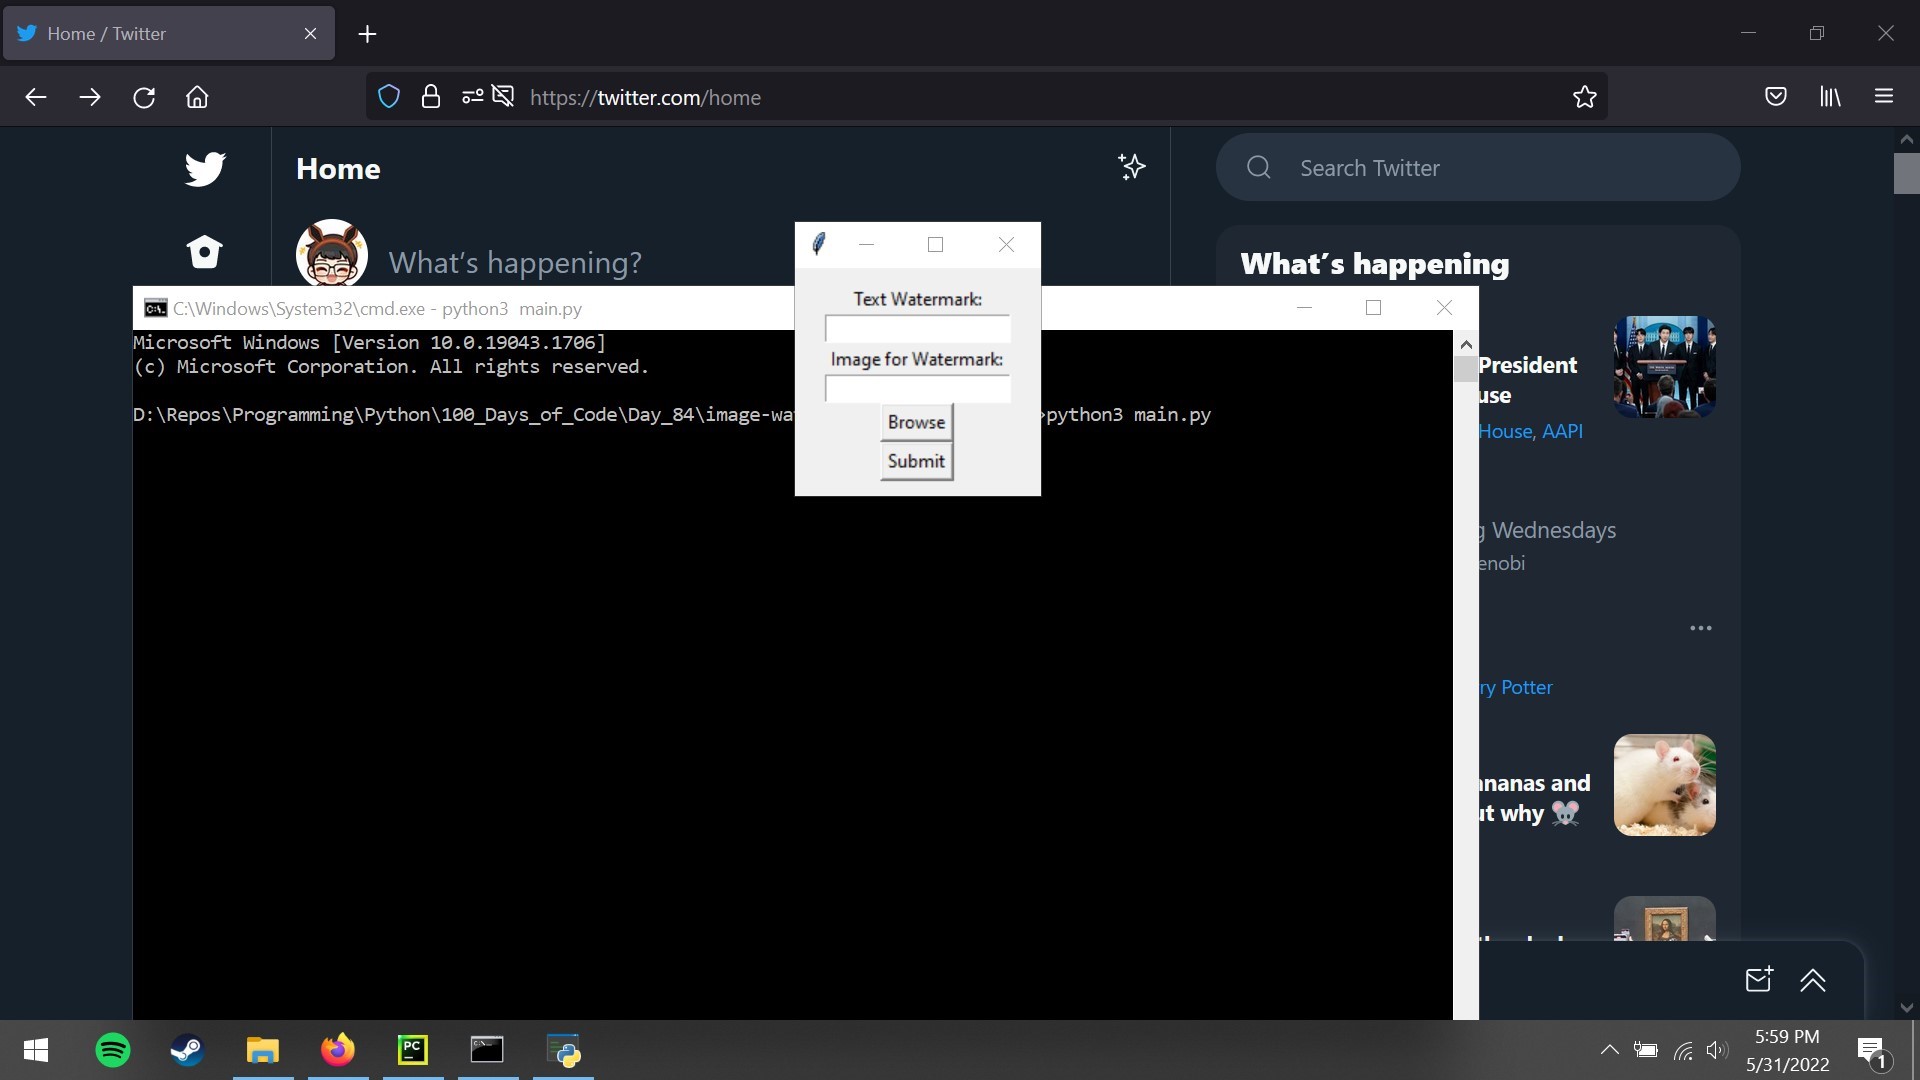 Home / Twitter
https://twitter.com/home
Home
Search Twitter
What's happening?
What's happening
Text Watermark:
Image for Watermark:
Browse
Submit
C:\Windows\System32\cmd.exe - python3  main.py
Microsoft Windows [Version 10.0.19043.1706]
(c) Microsoft Corporation. All rights reserved.
D:\Repos\Programming\Python\100_Days_of_Code\Day_84\image-wa >python3 main.py
President
use
House, AAPI
g Wednesdays
enobi
ry Potter
ananas and
ut why 🐭
PC
C:\_
5:59 PM
5/31/2022
1